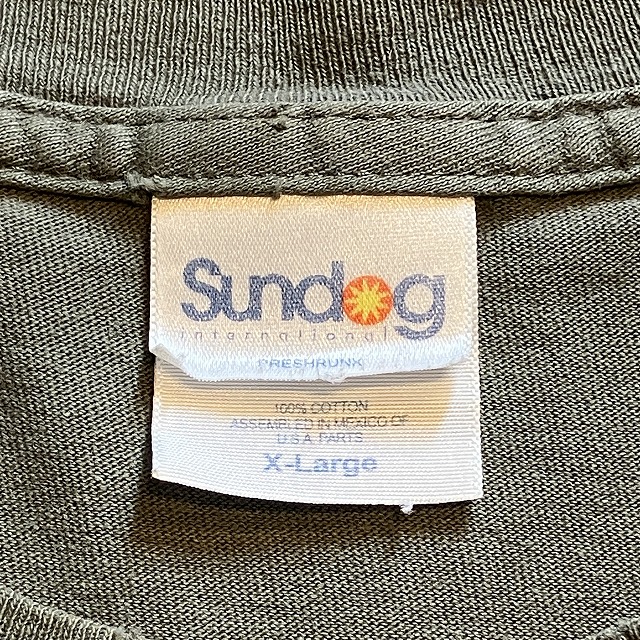 Sundog
international
PRESHRUNK
100% COTTON
ASSEMBLED IN MEXICO OF
U.S.A. PARTS
X-Large